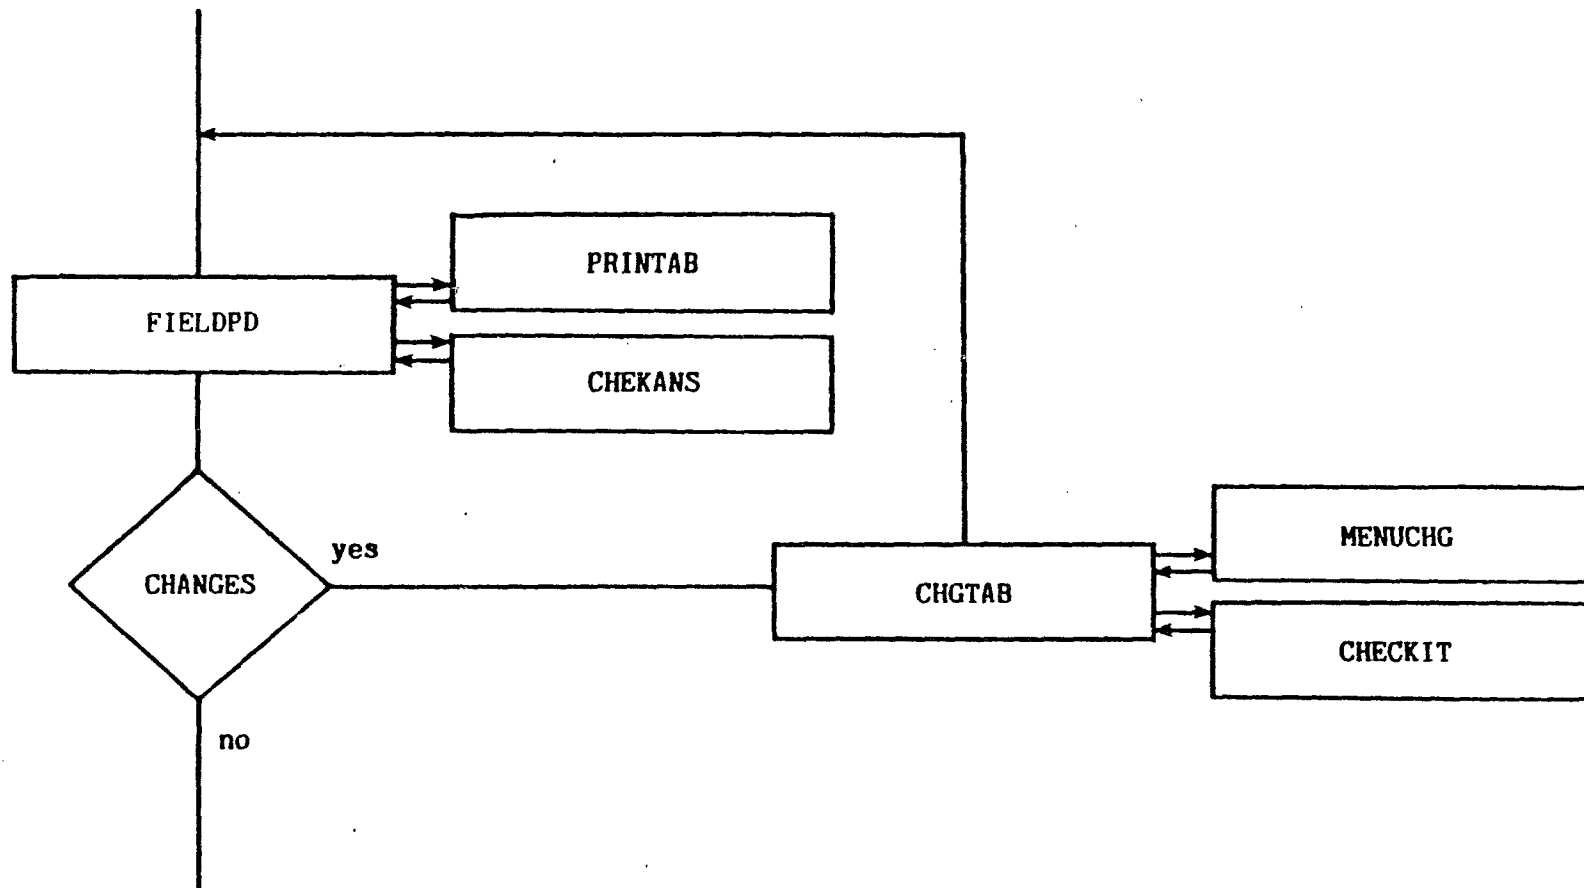 PRINTAB
FIELDPD
CHEKANS
yes
CHANGES
MENUCHG
CHGTAB
CHECKIT
no